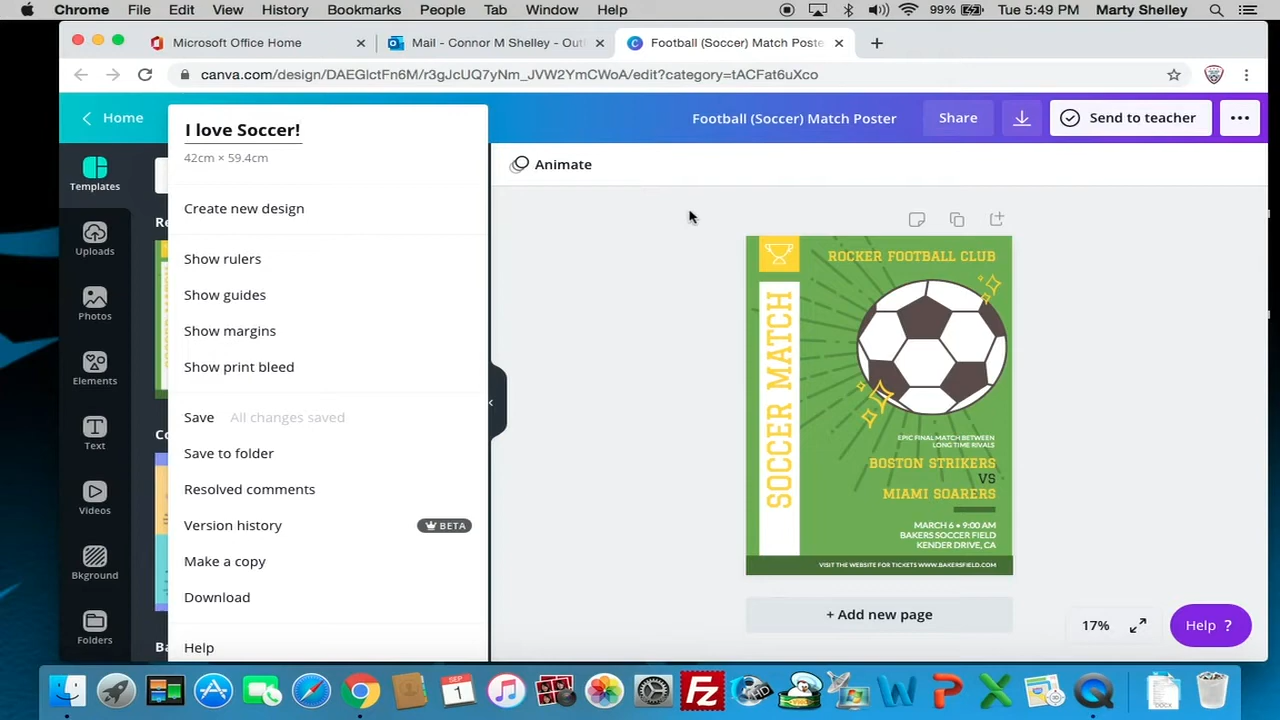 Chrome File Edit View History Bookmarks People Tab Window Help 99% Tue 5:49 PM Marty Shelley
Microsoft Office Home Mail - Connor M Shelley - Out Football (Soccer) Match Poste
canva.com/design/DAEGlctFn6M/r3gJcUQ7yNm_JVW2YmCWoA/edit?category=tACFat6uXco
Home Football (Soccer) Match Poster Share Send to teacher
I love Soccer!
42cm × 59.4cm
Animate
Templates
Create new design
Uploads
Show rulers
Show guides
Photos
Show margins
Show print bleed
Elements
Save All changes saved
Text
Save to folder
Resolved comments
Videos
Version history BETA
Make a copy
Bkground
Download
Folders
Help
ROCKER FOOTBALL CLUB
SOCCER MATCH
EPIC FINAL MATCH BETWEEN
LONG TIME RIVALS
BOSTON STRIKERS
VS
MIAMI SOARERS
MARCH 6 • 9:00 AM
BAKERS SOCCER FIELD
KENDER DRIVE, CA
VISIT THE WEBSITE FOR TICKETS WWW.BAKERSFIELD.COM
+ Add new page
17%
Help ?
SEP
1
FZ
W P X
DOCX